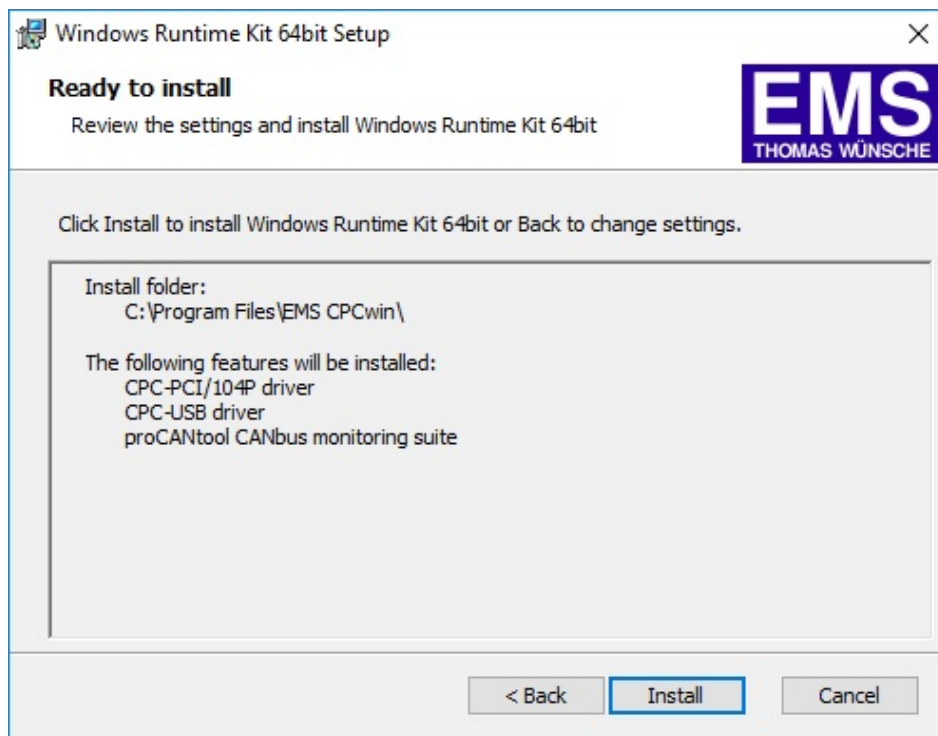 Windows Runtime Kit 64bit Setup
Ready to install
Review the settings and install Windows Runtime Kit 64bit
EMS
THOMAS WÜNSCHE
Click Install to install Windows Runtime Kit 64bit or Back to change settings.
Install folder:
C:\Program Files\EMS CPCwin\
The following features will be installed:
CPC-PCI/104P driver
CPC-USB driver
proCANtool CANbus monitoring suite
< Back
Install
Cancel